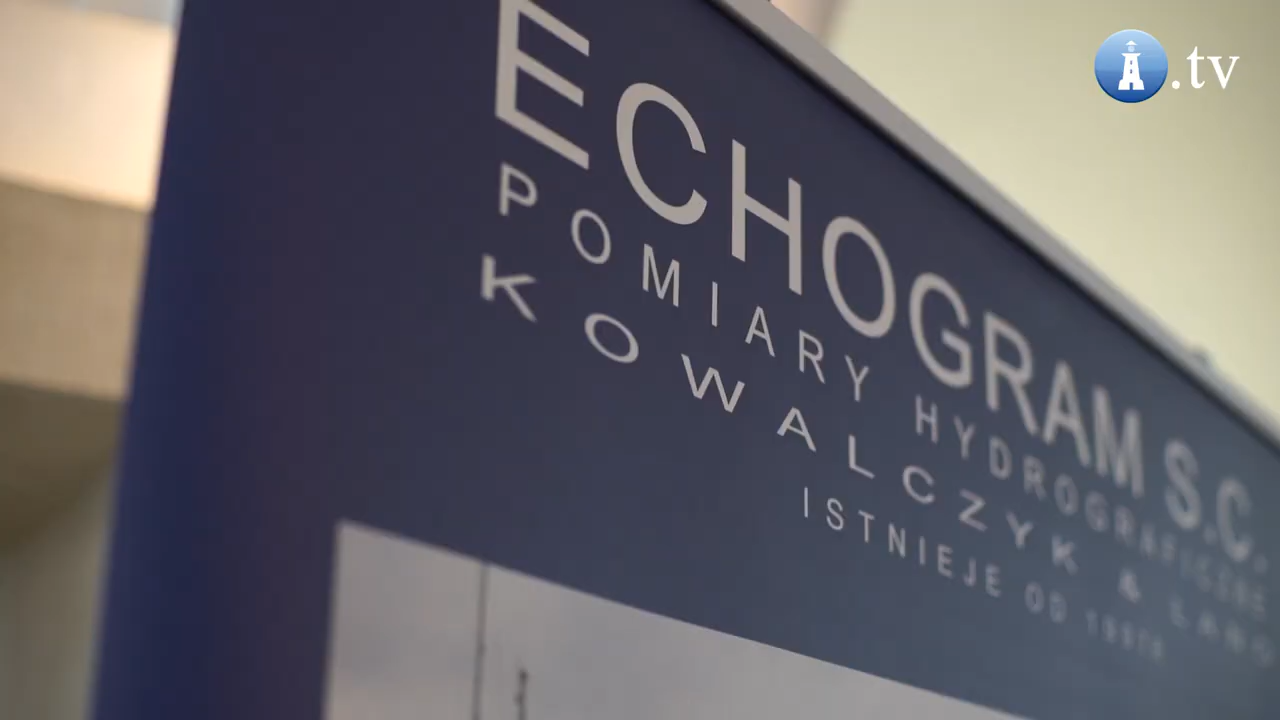 .tv
ECHOGRAM S.C.
POMIARY HYDROGRAFICZNE
KOWALCZYK &
ISTNIEJE OD